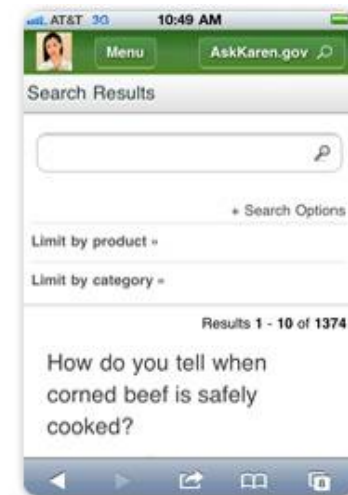 AT&T 3G 10:49 AM
Menu AskKaren.gov
Search Results
+ Search Options
Limit by product »
Limit by category »
Results 1 - 10 of 1374
How do you tell when
corned beef is safely
cooked?
8